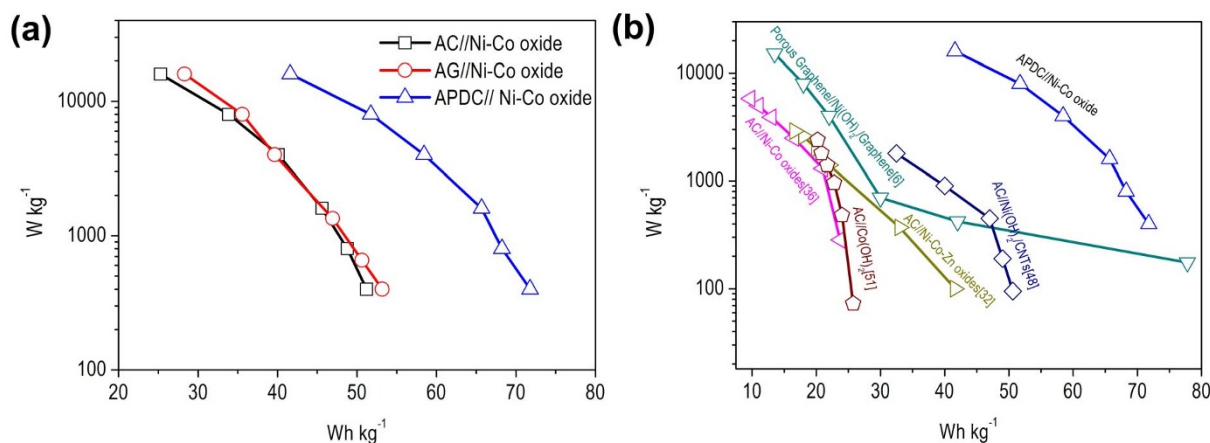 (a)
AC//Ni-Co oxide
AG//Ni-Co oxide
APDC// Ni-Co oxide
W kg⁻¹
10000
1000
100
20 30 40 50 60 70 80
Wh kg⁻¹
(b)
Porous Graphene//Ni(OH)₂/Graphene[6]
APDC//Ni-Co oxide
AC//Ni-Co oxides[36]
AC//Co(OH)₂[51]
AC//Ni-Co-Zn oxides[32]
AC//Ni(OH)₂/CNTs[48]
W kg⁻¹
10000
1000
100
10 20 30 40 50 60 70 80
Wh kg⁻¹